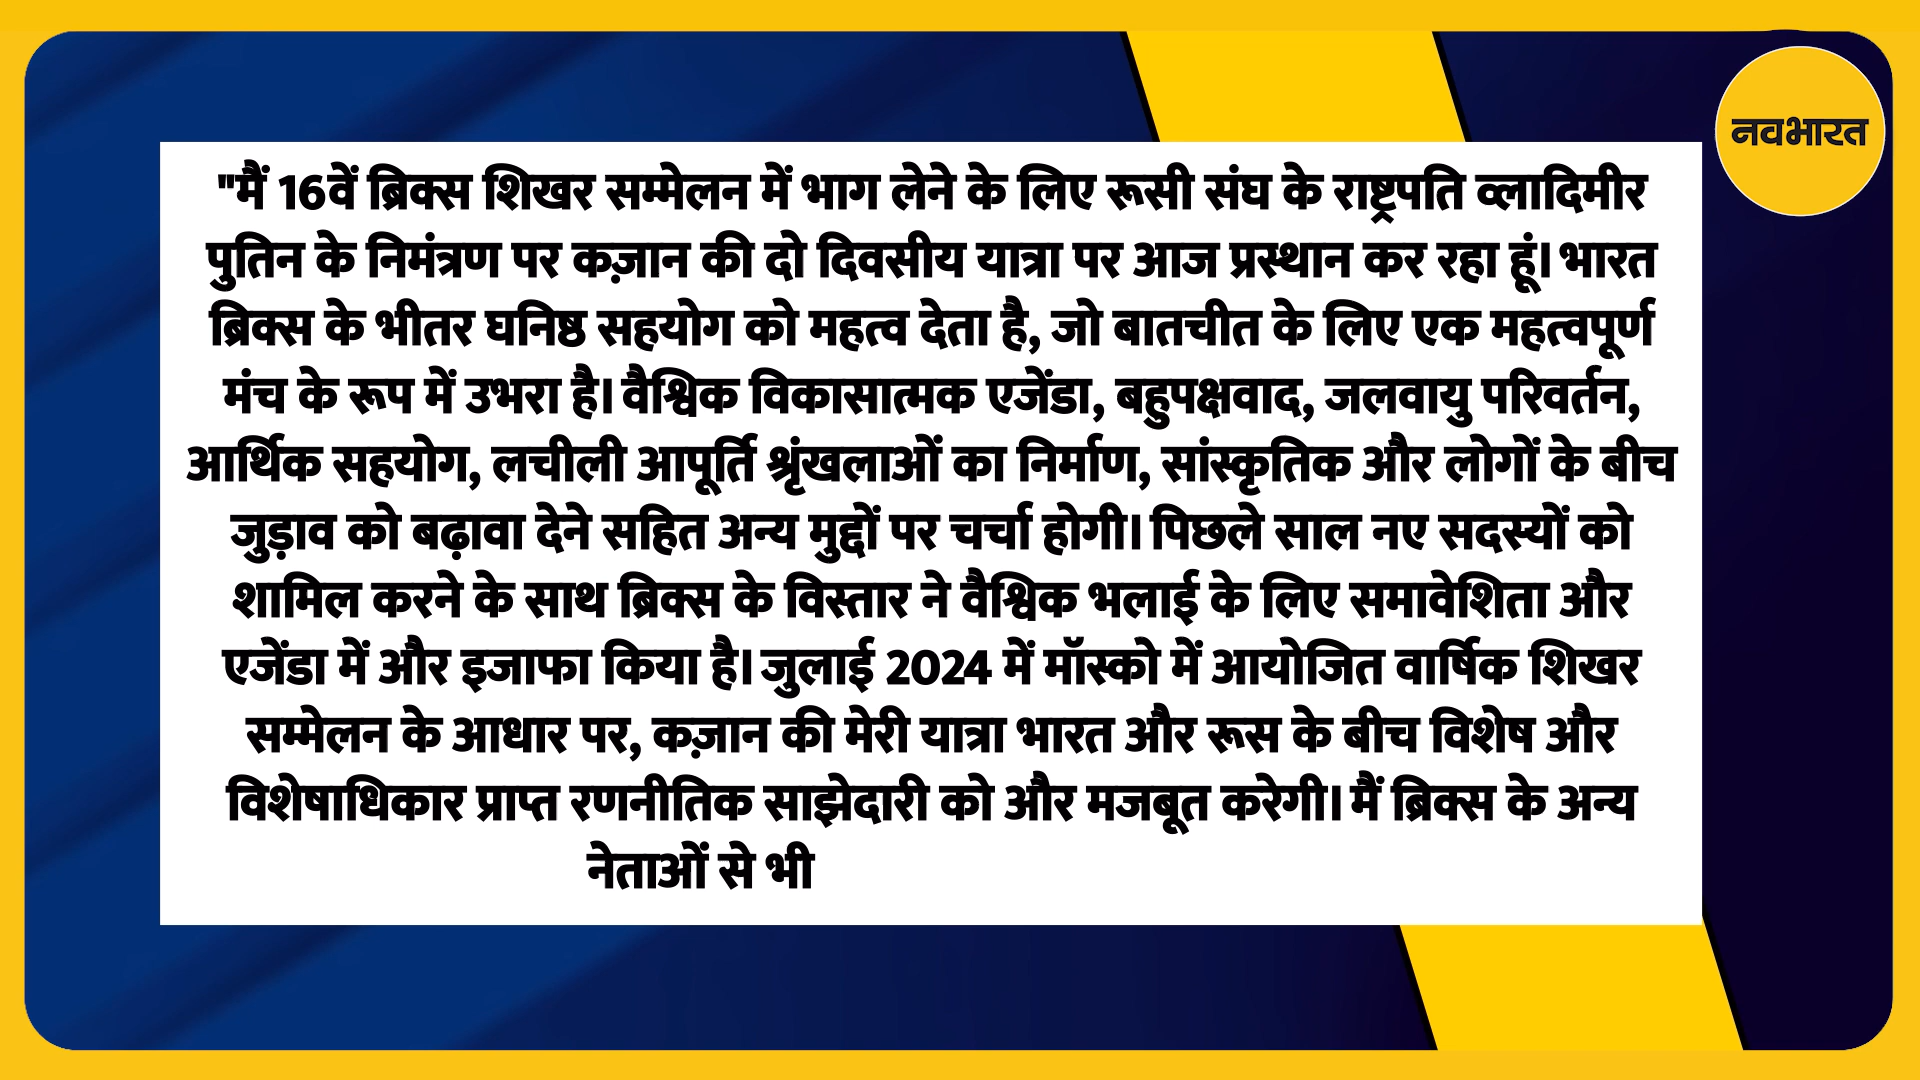 नवभारत
"मैं 16वें ब्रिक्स शिखर सम्मेलन में भाग लेने के लिए रूसी संघ के राष्ट्रपति व्लादिमीर
पुतिन के निमंत्रण पर कज़ान की दो दिवसीय यात्रा पर आज प्रस्थान कर रहा हूं। भारत
ब्रिक्स के भीतर घनिष्ठ सहयोग को महत्व देता है, जो बातचीत के लिए एक महत्वपूर्ण
मंच के रूप में उभरा है। वैश्विक विकासात्मक एजेंडा, बहुपक्षवाद, जलवायु परिवर्तन,
आर्थिक सहयोग, लचीली आपूर्ति श्रृंखलाओं का निर्माण, सांस्कृतिक और लोगों के बीच
जुड़ाव को बढ़ावा देने सहित अन्य मुद्दों पर चर्चा होगी। पिछले साल नए सदस्यों को
शामिल करने के साथ ब्रिक्स के विस्तार ने वैश्विक भलाई के लिए समावेशिता और
एजेंडा में और इजाफा किया है। जुलाई 2024 में मॉस्को में आयोजित वार्षिक शिखर
सम्मेलन के आधार पर, कज़ान की मेरी यात्रा भारत और रूस के बीच विशेष और
विशेषाधिकार प्राप्त रणनीतिक साझेदारी को और मजबूत करेगी। मैं ब्रिक्स के अन्य
नेताओं से भी